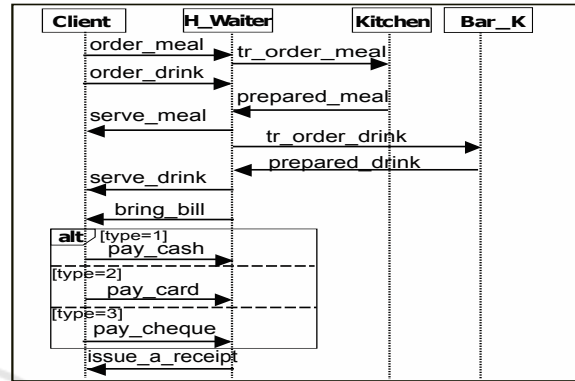 Client H_Waiter Kitchen Bar_K
order_meal
tr_order_meal
order_drink
prepared_meal
serve_meal
tr_order_drink
prepared_drink
serve_drink
bring_bill
alt [type=1]
pay_cash
[type=2]
pay_card
[type=3]
pay_cheque
issue_a_receipt